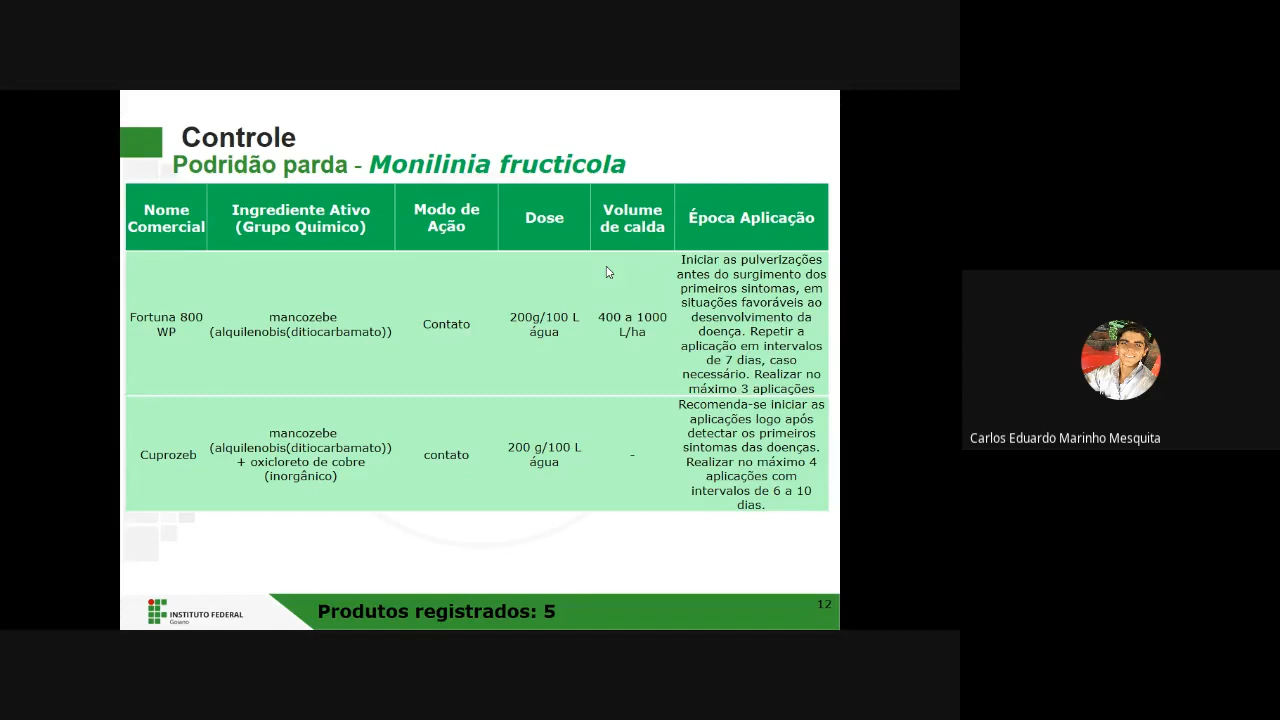 Controle
Podridão parda - Monilinia fructicola
Nome
Comercial
Ingrediente Ativo
(Grupo Quimico)
Modo de
Ação
Dose
Volume
de calda
Época Aplicação
Fortuna 800
WP
mancozebe
(alquilenobis(ditiocarbamato))
Contato
200g/100 L
água
400 a 1000
L/ha
Iniciar as pulverizações
antes do surgimento dos
primeiros sintomas, em
situações favoráveis ao
desenvolvimento da
doença. Repetir a
aplicação em intervalos
de 7 dias, caso
necessário. Realizar no
máximo 3 aplicações
Cuprozeb
mancozebe
(alquilenobis(ditiocarbamato))
+ oxicloreto de cobre
(inorgânico)
contato
200 g/100 L
água
-
Recomenda-se iniciar as
aplicações logo após
detectar os primeiros
sintomas das doenças.
Realizar no máximo 4
aplicações com
intervalos de 6 a 10
dias.
INSTITUTO FEDERAL
Goiano
Produtos registrados: 5
12
Carlos Eduardo Marinho Mesquita